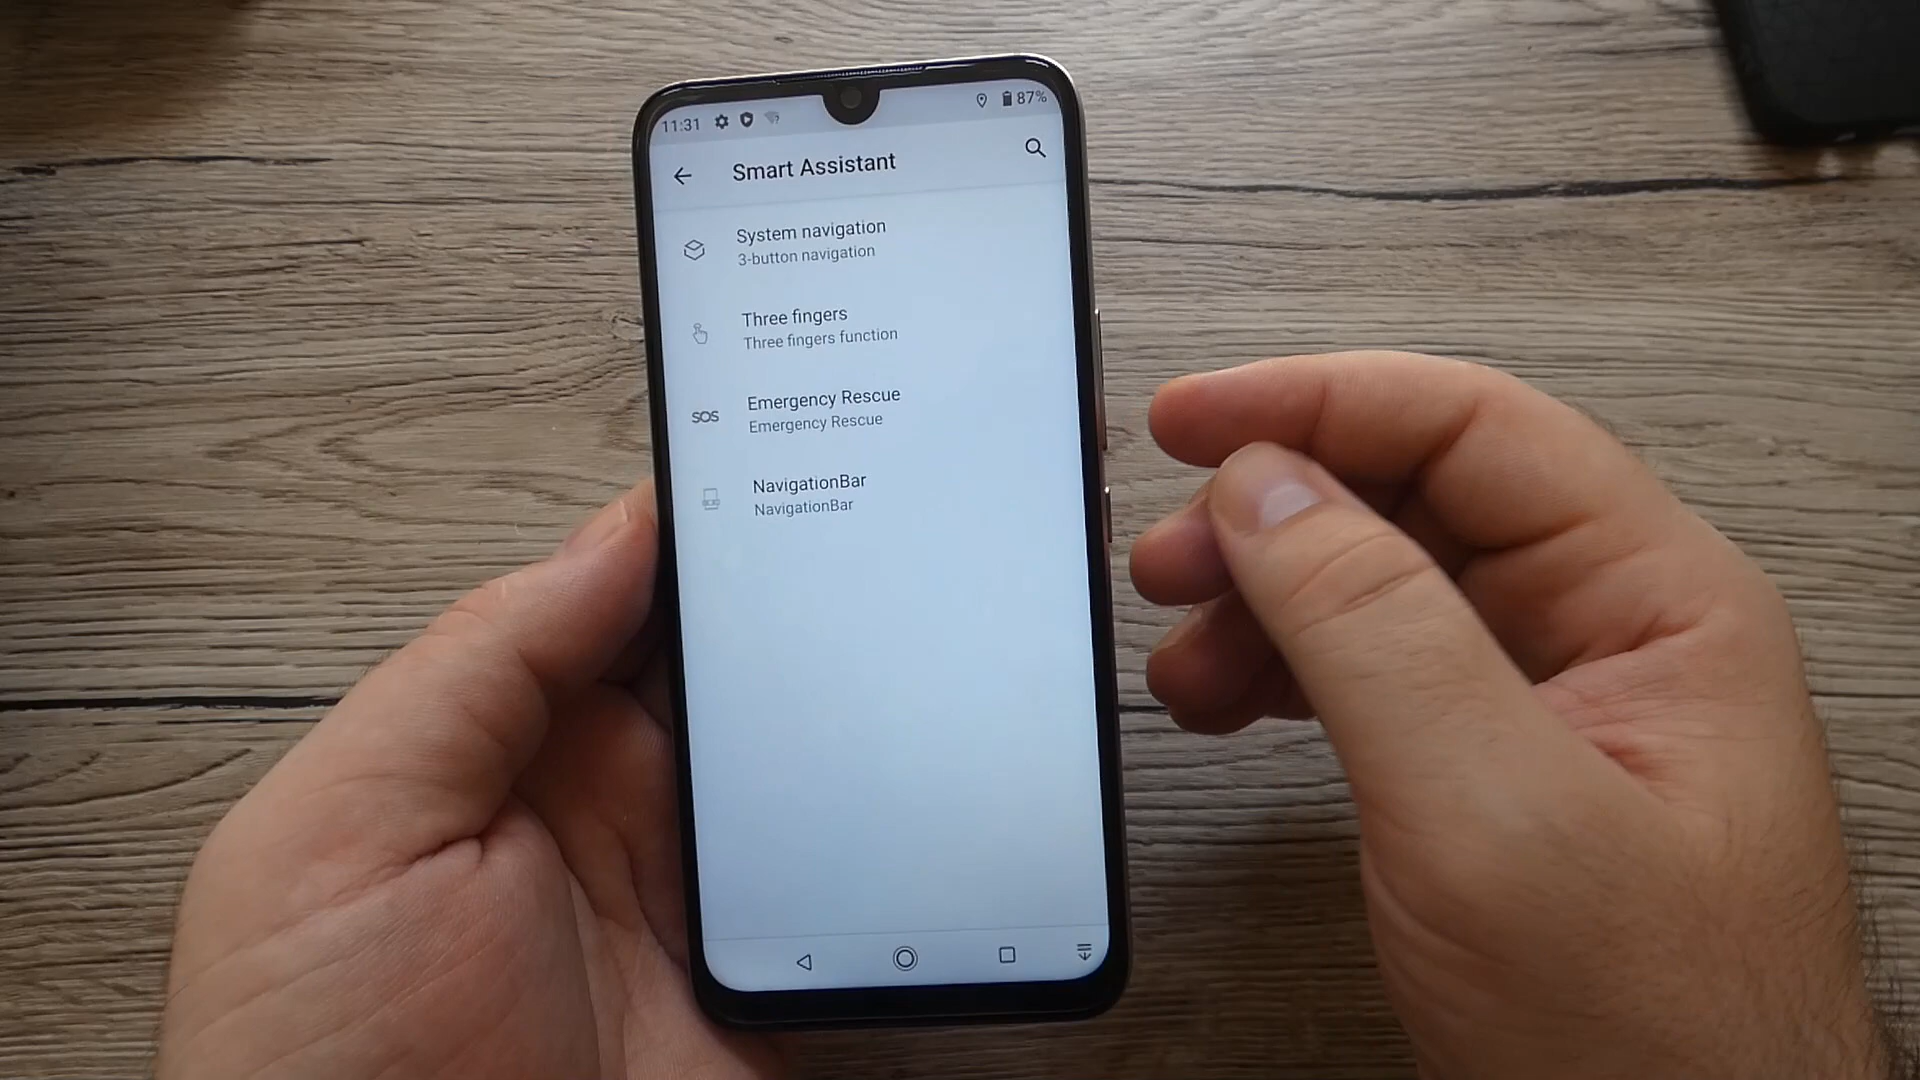 11:31
87%
Smart Assistant
System navigation
3-button navigation
Three fingers
Three fingers function
SOS
Emergency Rescue
Emergency Rescue
NavigationBar
NavigationBar